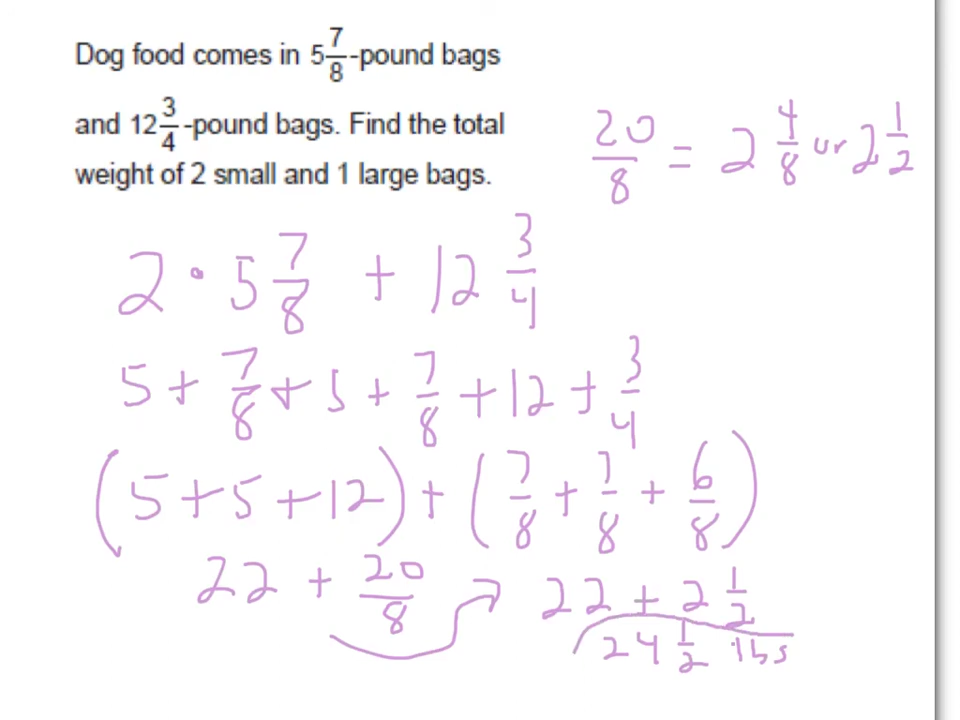 Dog food comes in 5 7/8-pound bags
and 12 3/4-pound bags. Find the total
weight of 2 small and 1 large bags.
20/8 = 2 4/8 or 2 1/2
2 · 5 7/8 + 12 3/4
5 + 7/8 + 5 + 7/8 + 12 + 3/4
(5 + 5 + 12) + (7/8 + 7/8 + 6/8)
22 + 20/8 → 22 + 2 1/2
24 1/2 lbs